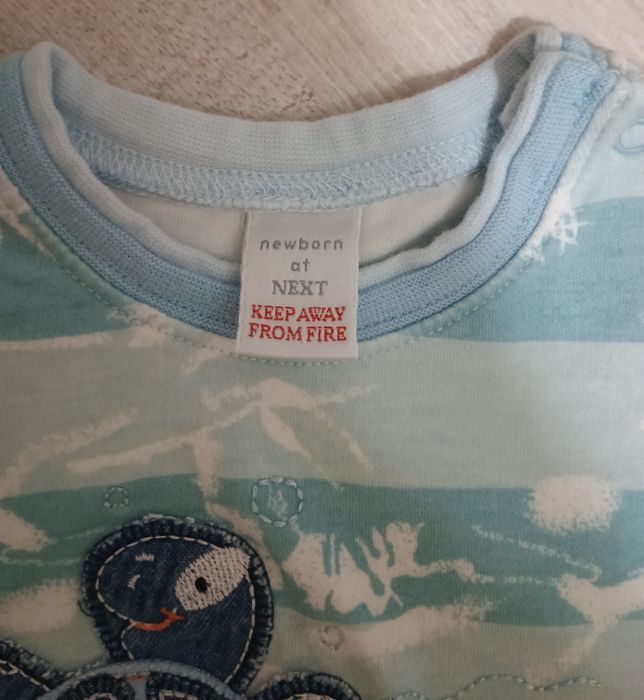 newborn
at
NEXT
KEEP AWAY
FROM FIRE